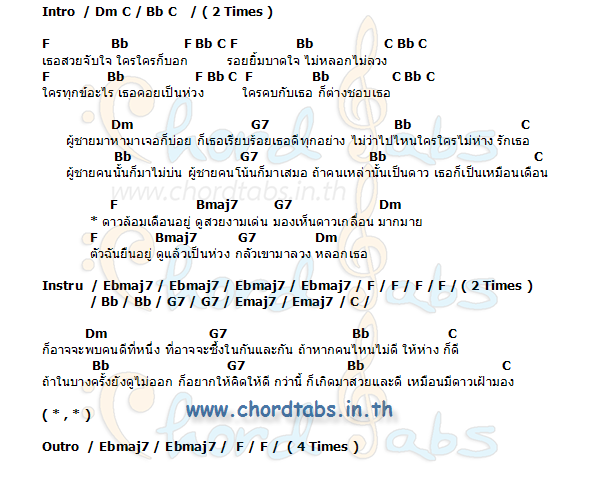 Intro / Dm C / Bb C / ( 2 Times )
F Bb F Bb C F Bb C Bb C
เธอสวยจับใจ ใครใครก็บอก รอยยิ้มบาดใจ ไม่หลอกไม่ลวง
F Bb F Bb C F Bb C Bb C
ใครทุกข์อะไร เธอคอยเป็นห่วง ใครคบกับเธอ ก็ต่างชอบเธอ
Dm G7 Bb C
ผู้ชายมาหามาเจอก็บ่อย ก็เธอเรียบร้อยเธอดีทุกอย่าง ไม่ว่าไปไหนใครใครไม่ห่าง รักเธอ
Bb G7 Bb C
ผู้ชายคนนั้นก็มาไม่บ่น ผู้ชายคนโน้นก็มาเสมอ ถ้าคนเหล่านั้นเป็นดาว เธอก็เป็นเหมือนเดือน
www.chordtabs.in.th
F Bmaj7 G7 Dm
* ดาวล้อมเดือนอยู่ ดูสวยงามเด่น มองเห็นดาวเกลื่อน มากมาย
F Bmaj7 G7 Dm
ตัวฉันยืนอยู่ ดูแล้วเป็นห่วง กลัวเขามาลวง หลอกเธอ
Instru / Ebmaj7 / Ebmaj7 / Ebmaj7 / Ebmaj7 / F / F / F / F / ( 2 Times )
/ Bb / Bb / G7 / G7 / Emaj7 / Emaj7 / C /
Dm G7 Bb C
ก็อาจจะพบคนดีที่หนึ่ง ที่อาจจะซึ้งในกันและกัน ถ้าหากคนไหนไม่ดี ให้ห่าง ก็ดี
Bb G7 Bb C
ถ้าในบางครั้งยังดูไม่ออก ก็อยากให้คิดให้ดี กว่านี้ ก็เกิดมาสวยและดี เหมือนมีดาวเฝ้ามอง
( * , * )
www.chordtabs.in.th
Outro / Ebmaj7 / Ebmaj7 / F / F / ( 4 Times )